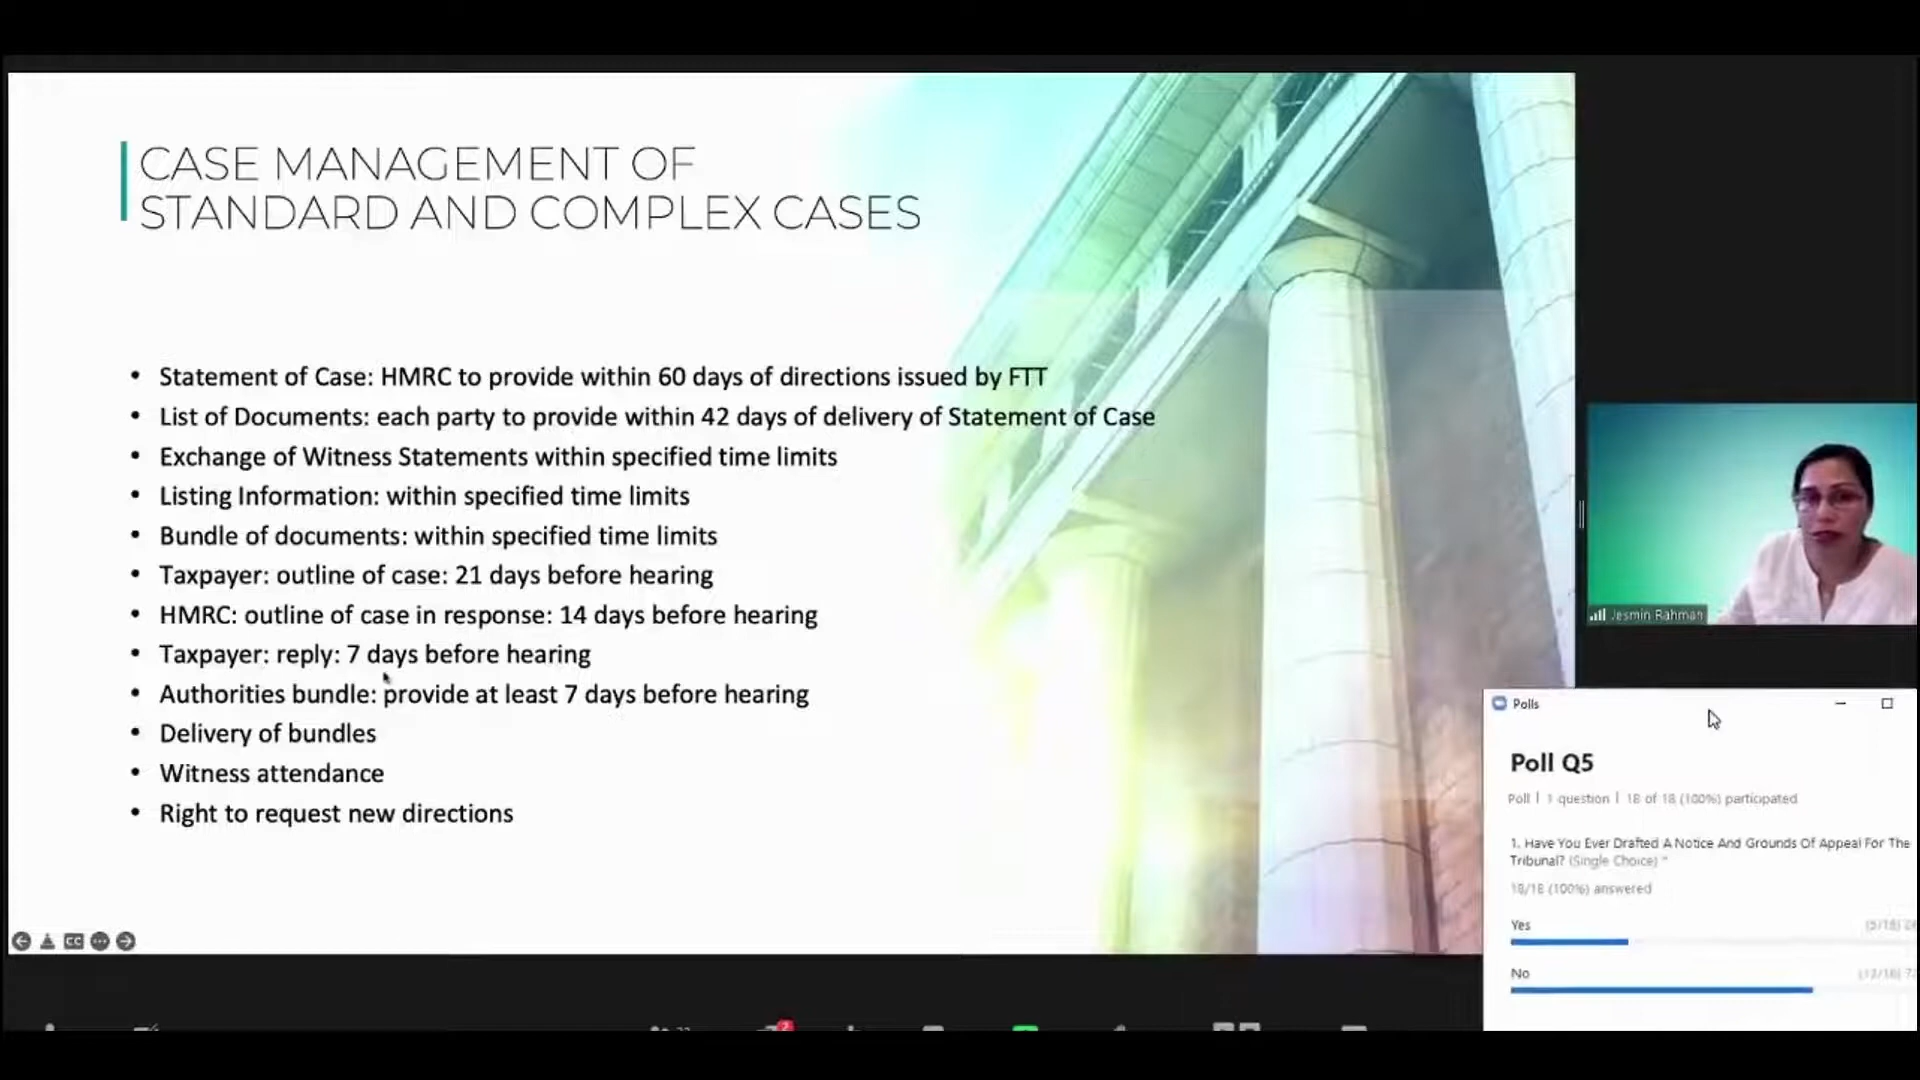 CASE MANAGEMENT OF
STANDARD AND COMPLEX CASES
• Statement of Case: HMRC to provide within 60 days of directions issued by FTT
• List of Documents: each party to provide within 42 days of delivery of Statement of Case
• Exchange of Witness Statements within specified time limits
• Listing Information: within specified time limits
• Bundle of documents: within specified time limits
• Taxpayer: outline of case: 21 days before hearing
• HMRC: outline of case in response: 14 days before hearing
• Taxpayer: reply: 7 days before hearing
• Authorities bundle: provide at least 7 days before hearing
• Delivery of bundles
• Witness attendance
• Right to request new directions
CC
Jesmin Rahman
Polls
Poll Q5
Poll | 1 question | 18 of 18 (100%) participated
1. Have You Ever Drafted A Notice And Grounds Of Appeal For The
Tribunal? (Single Choice) *
18/18 (100%) answered
Yes
(5/18)
No
2